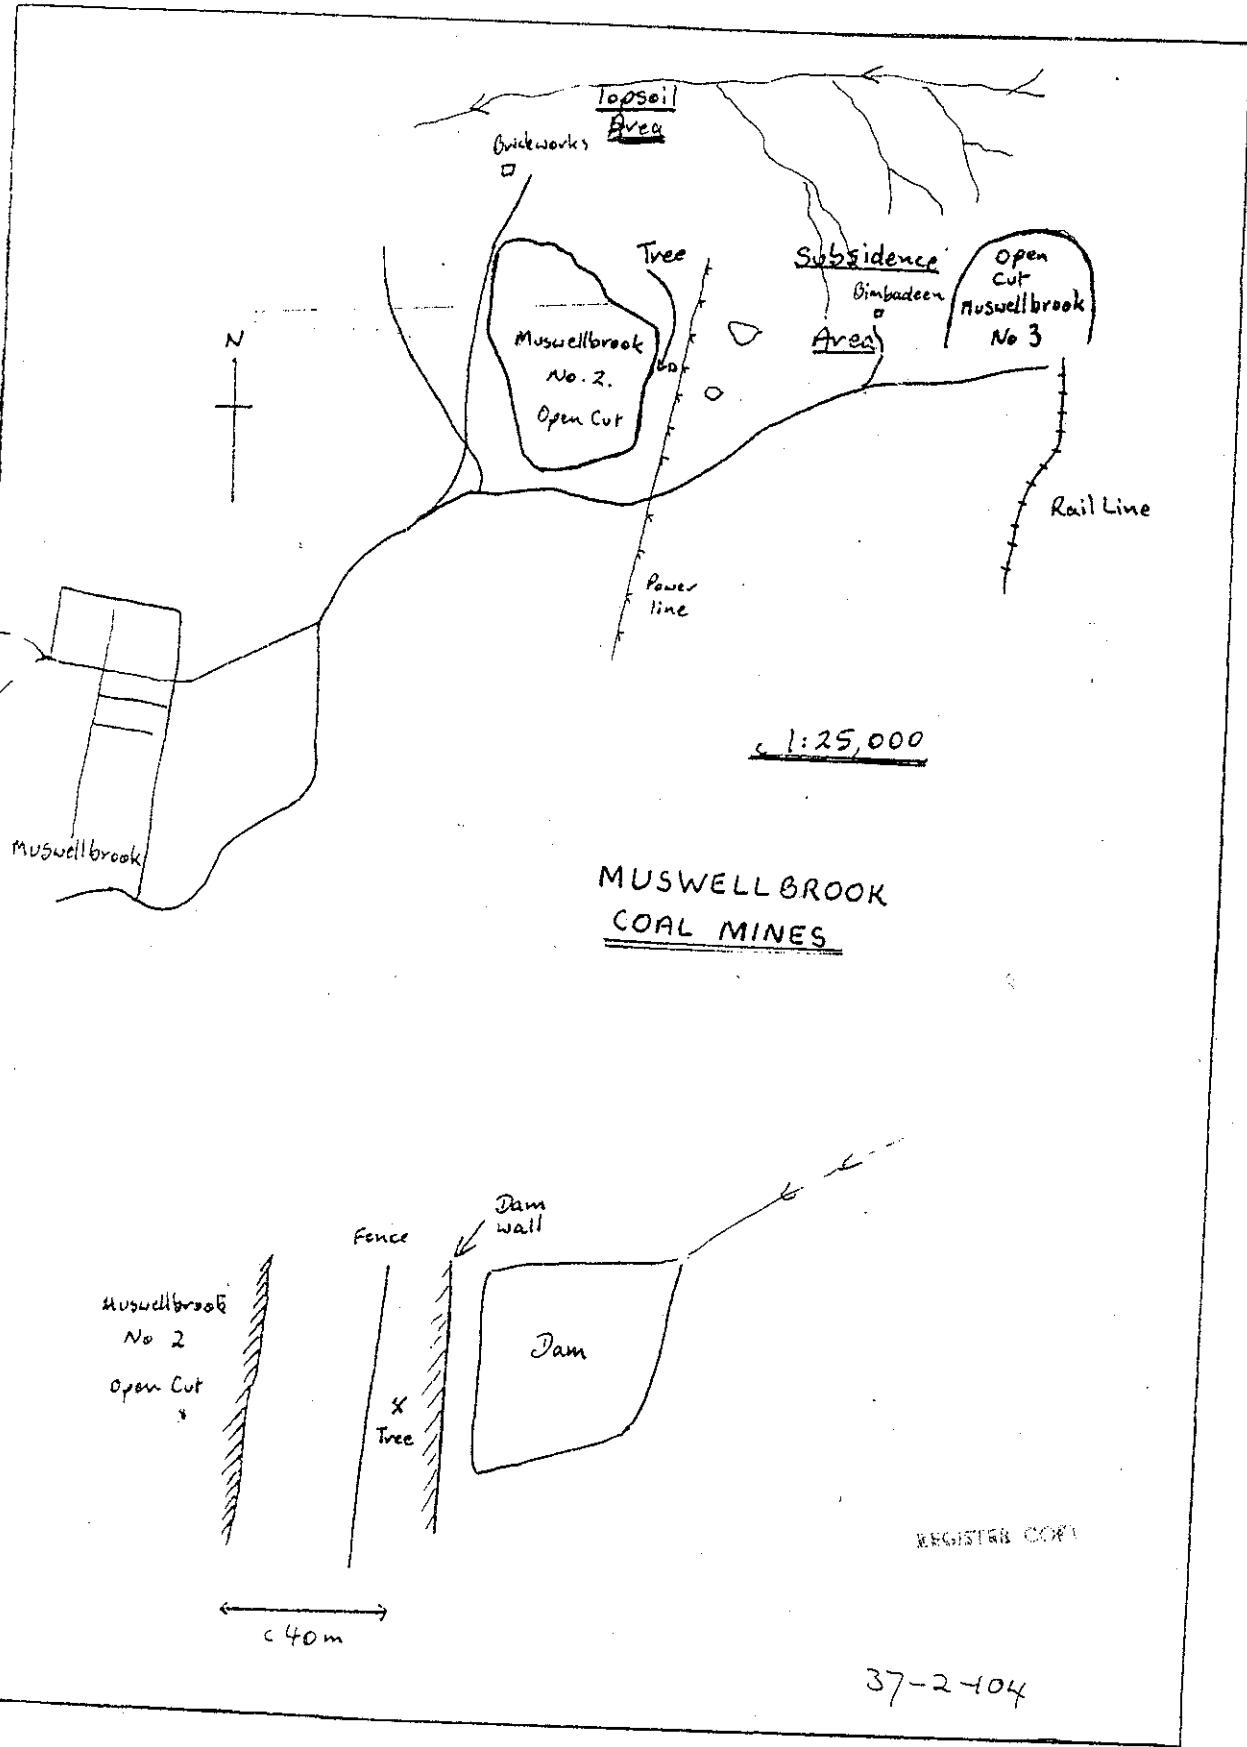 Topsoil
Area
Brickworks
Tree
Subsidence
Bimbadeen
Area
Open
Cut
Muswellbrook
No 3
N
Muswellbrook
No. 2.
Open Cut
Rail Line
Power
line
c 1:25,000
Muswellbrook
MUSWELLBROOK
COAL MINES
Dam
wall
Fence
Muswellbrook
No 2
Open Cut
Dam
x
Tree
REGISTER COPY
c 40m
37-2-104